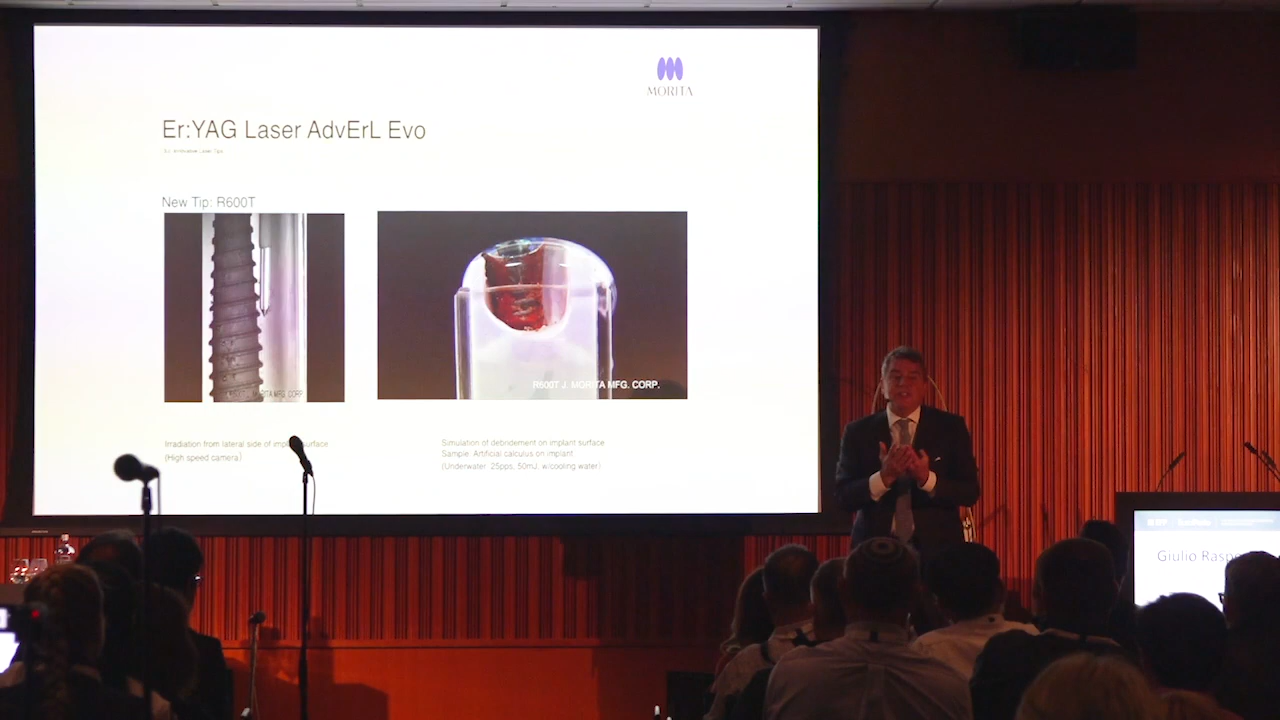 MORITA
Er:YAG Laser AdvErL Evo
New Tip: R600T
R600T J. MORITA MFG. CORP.
Irradiation from lateral side of implant surface
(High speed camera)
Simulation of debridement on implant surface
Sample: Artificial calculus on implant
(Underwater 25pps, 50mJ, w/cooling water)
Giulio